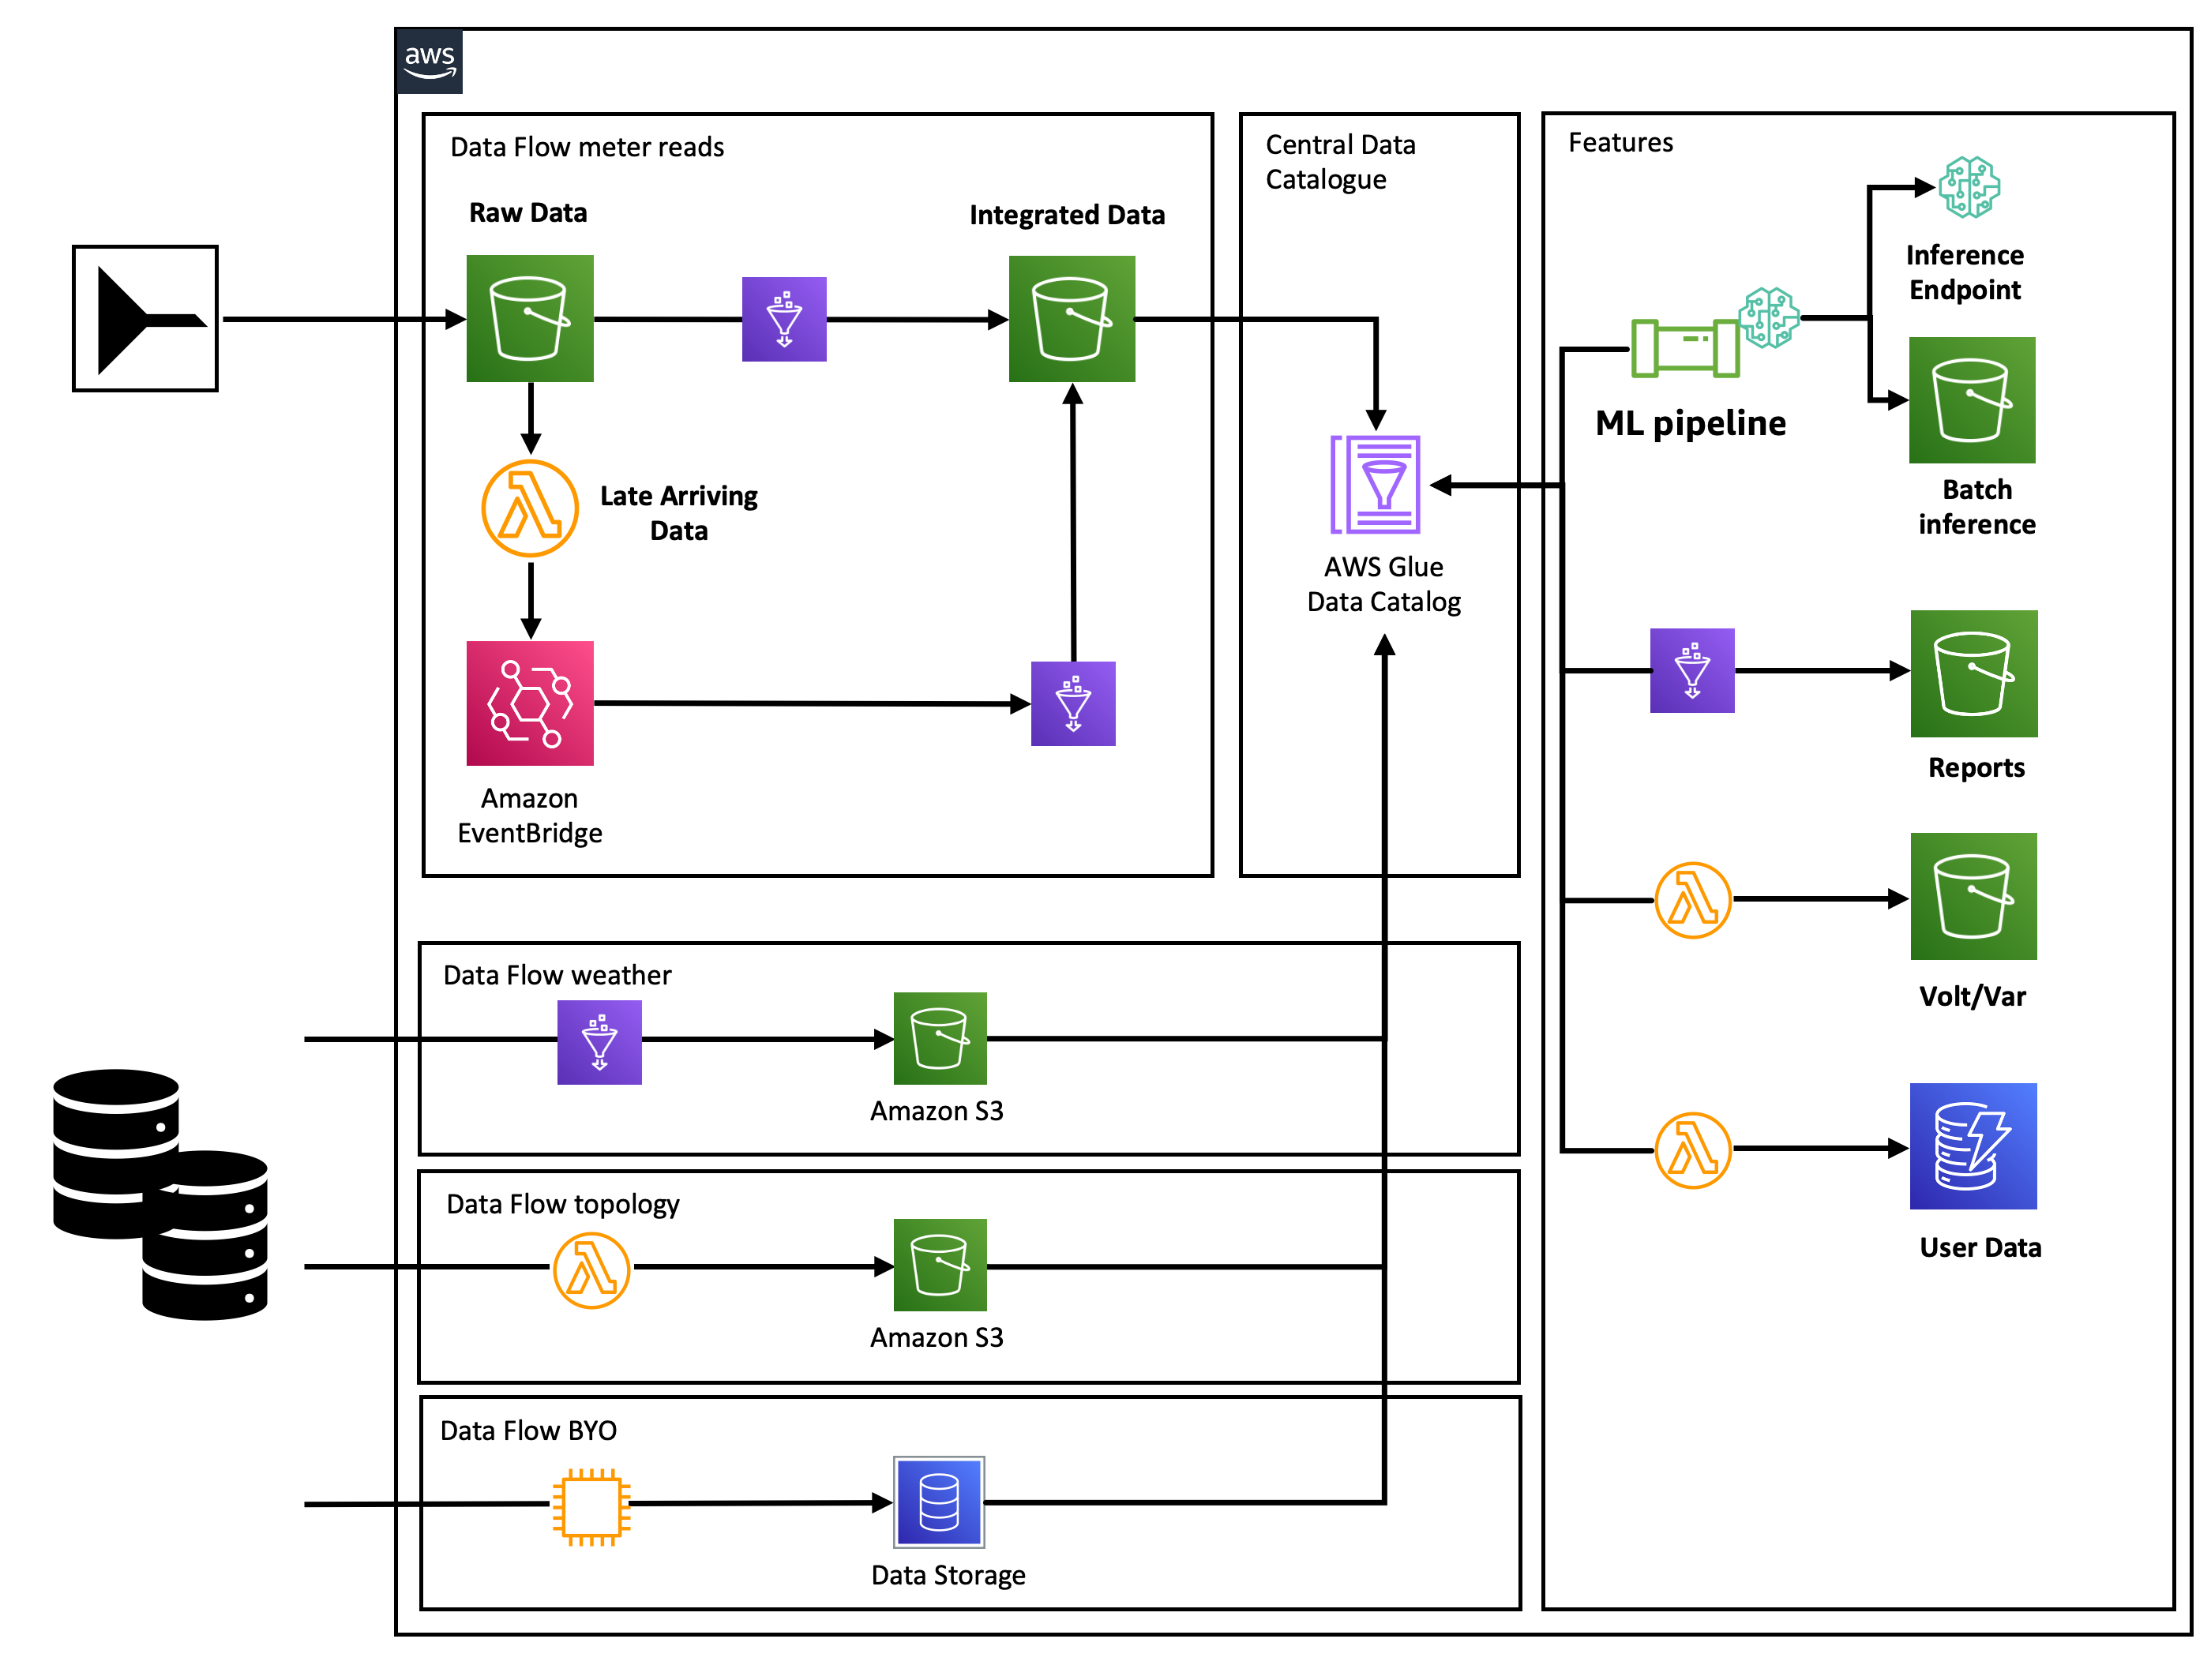 aws
Data Flow meter reads
Raw Data
Integrated Data
Late Arriving
Data
Amazon
EventBridge
Central Data
Catalogue
AWS Glue
Data Catalog
Features
Inference
Endpoint
ML pipeline
Batch
inference
Reports
Volt/Var
User Data
Data Flow weather
Amazon S3
Data Flow topology
Amazon S3
Data Flow BYO
Data Storage